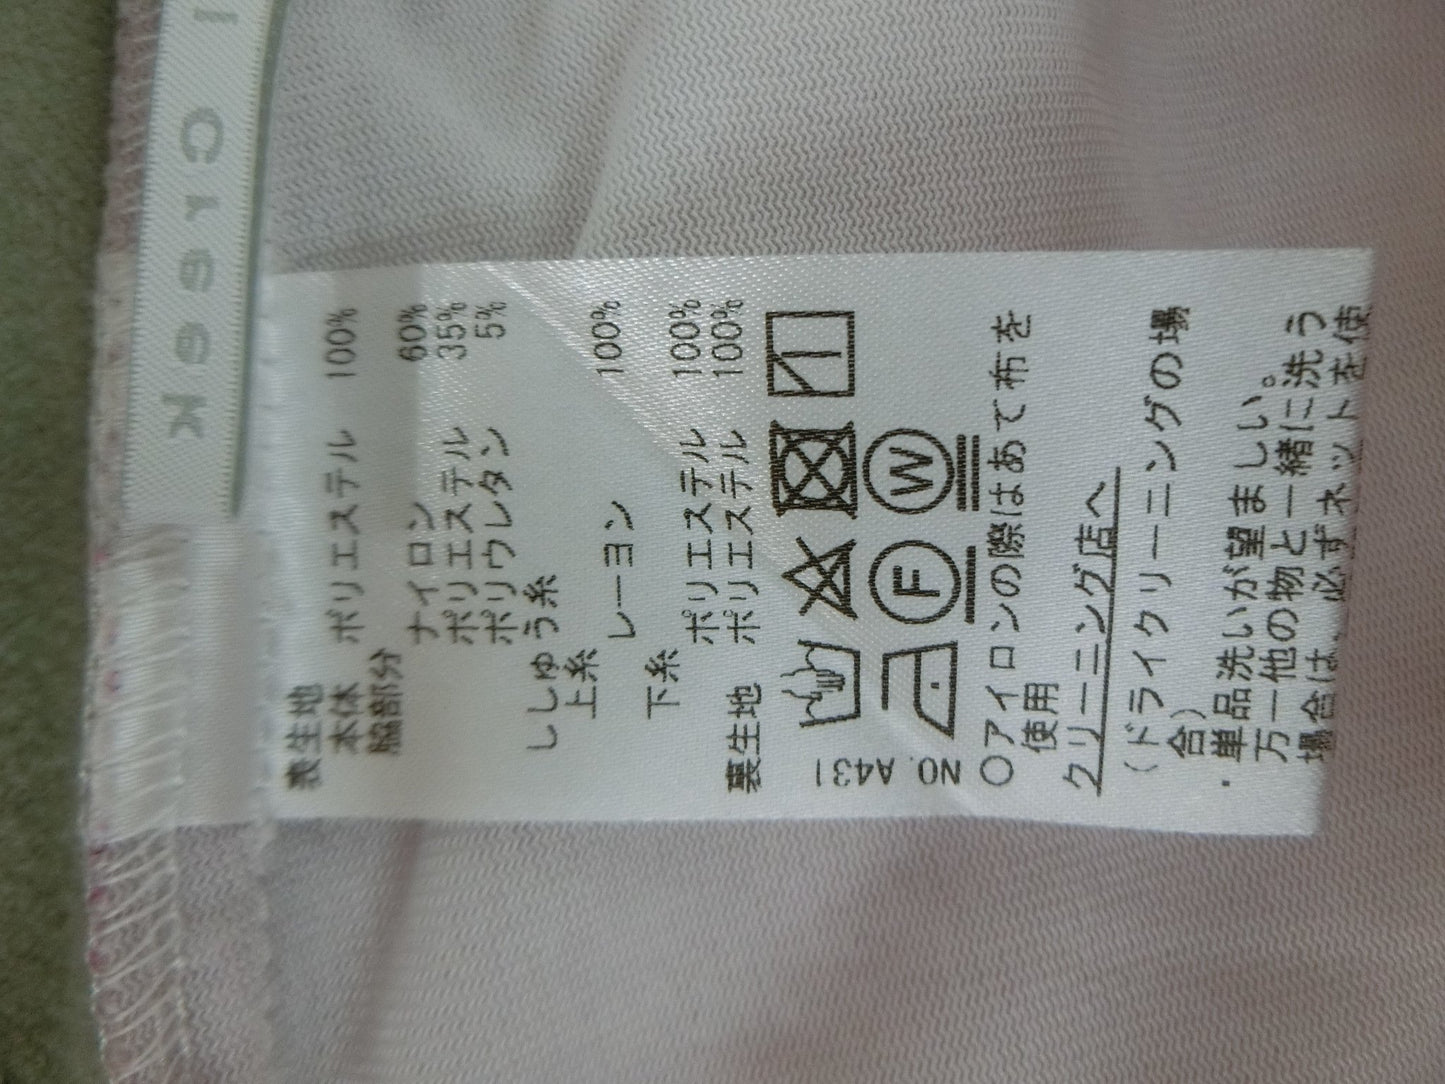 Creek
表生地
本体 ポリエステル 100%
脇部分
ナイロン 60%
ポリエステル 35%
ポリウレタン 5%
ししゅう糸
上糸
レーヨン 100%
下糸
ポリエステル 100%
裏生地 ポリエステル 100%
NO. A431
F W
○アイロンの際はあて布を
使用
クリーニング店へ
(ドライクリーニングの場
合)
・単品洗いが望ましい。
万一他の物と一緒に洗う
場合は、必ずネットを使